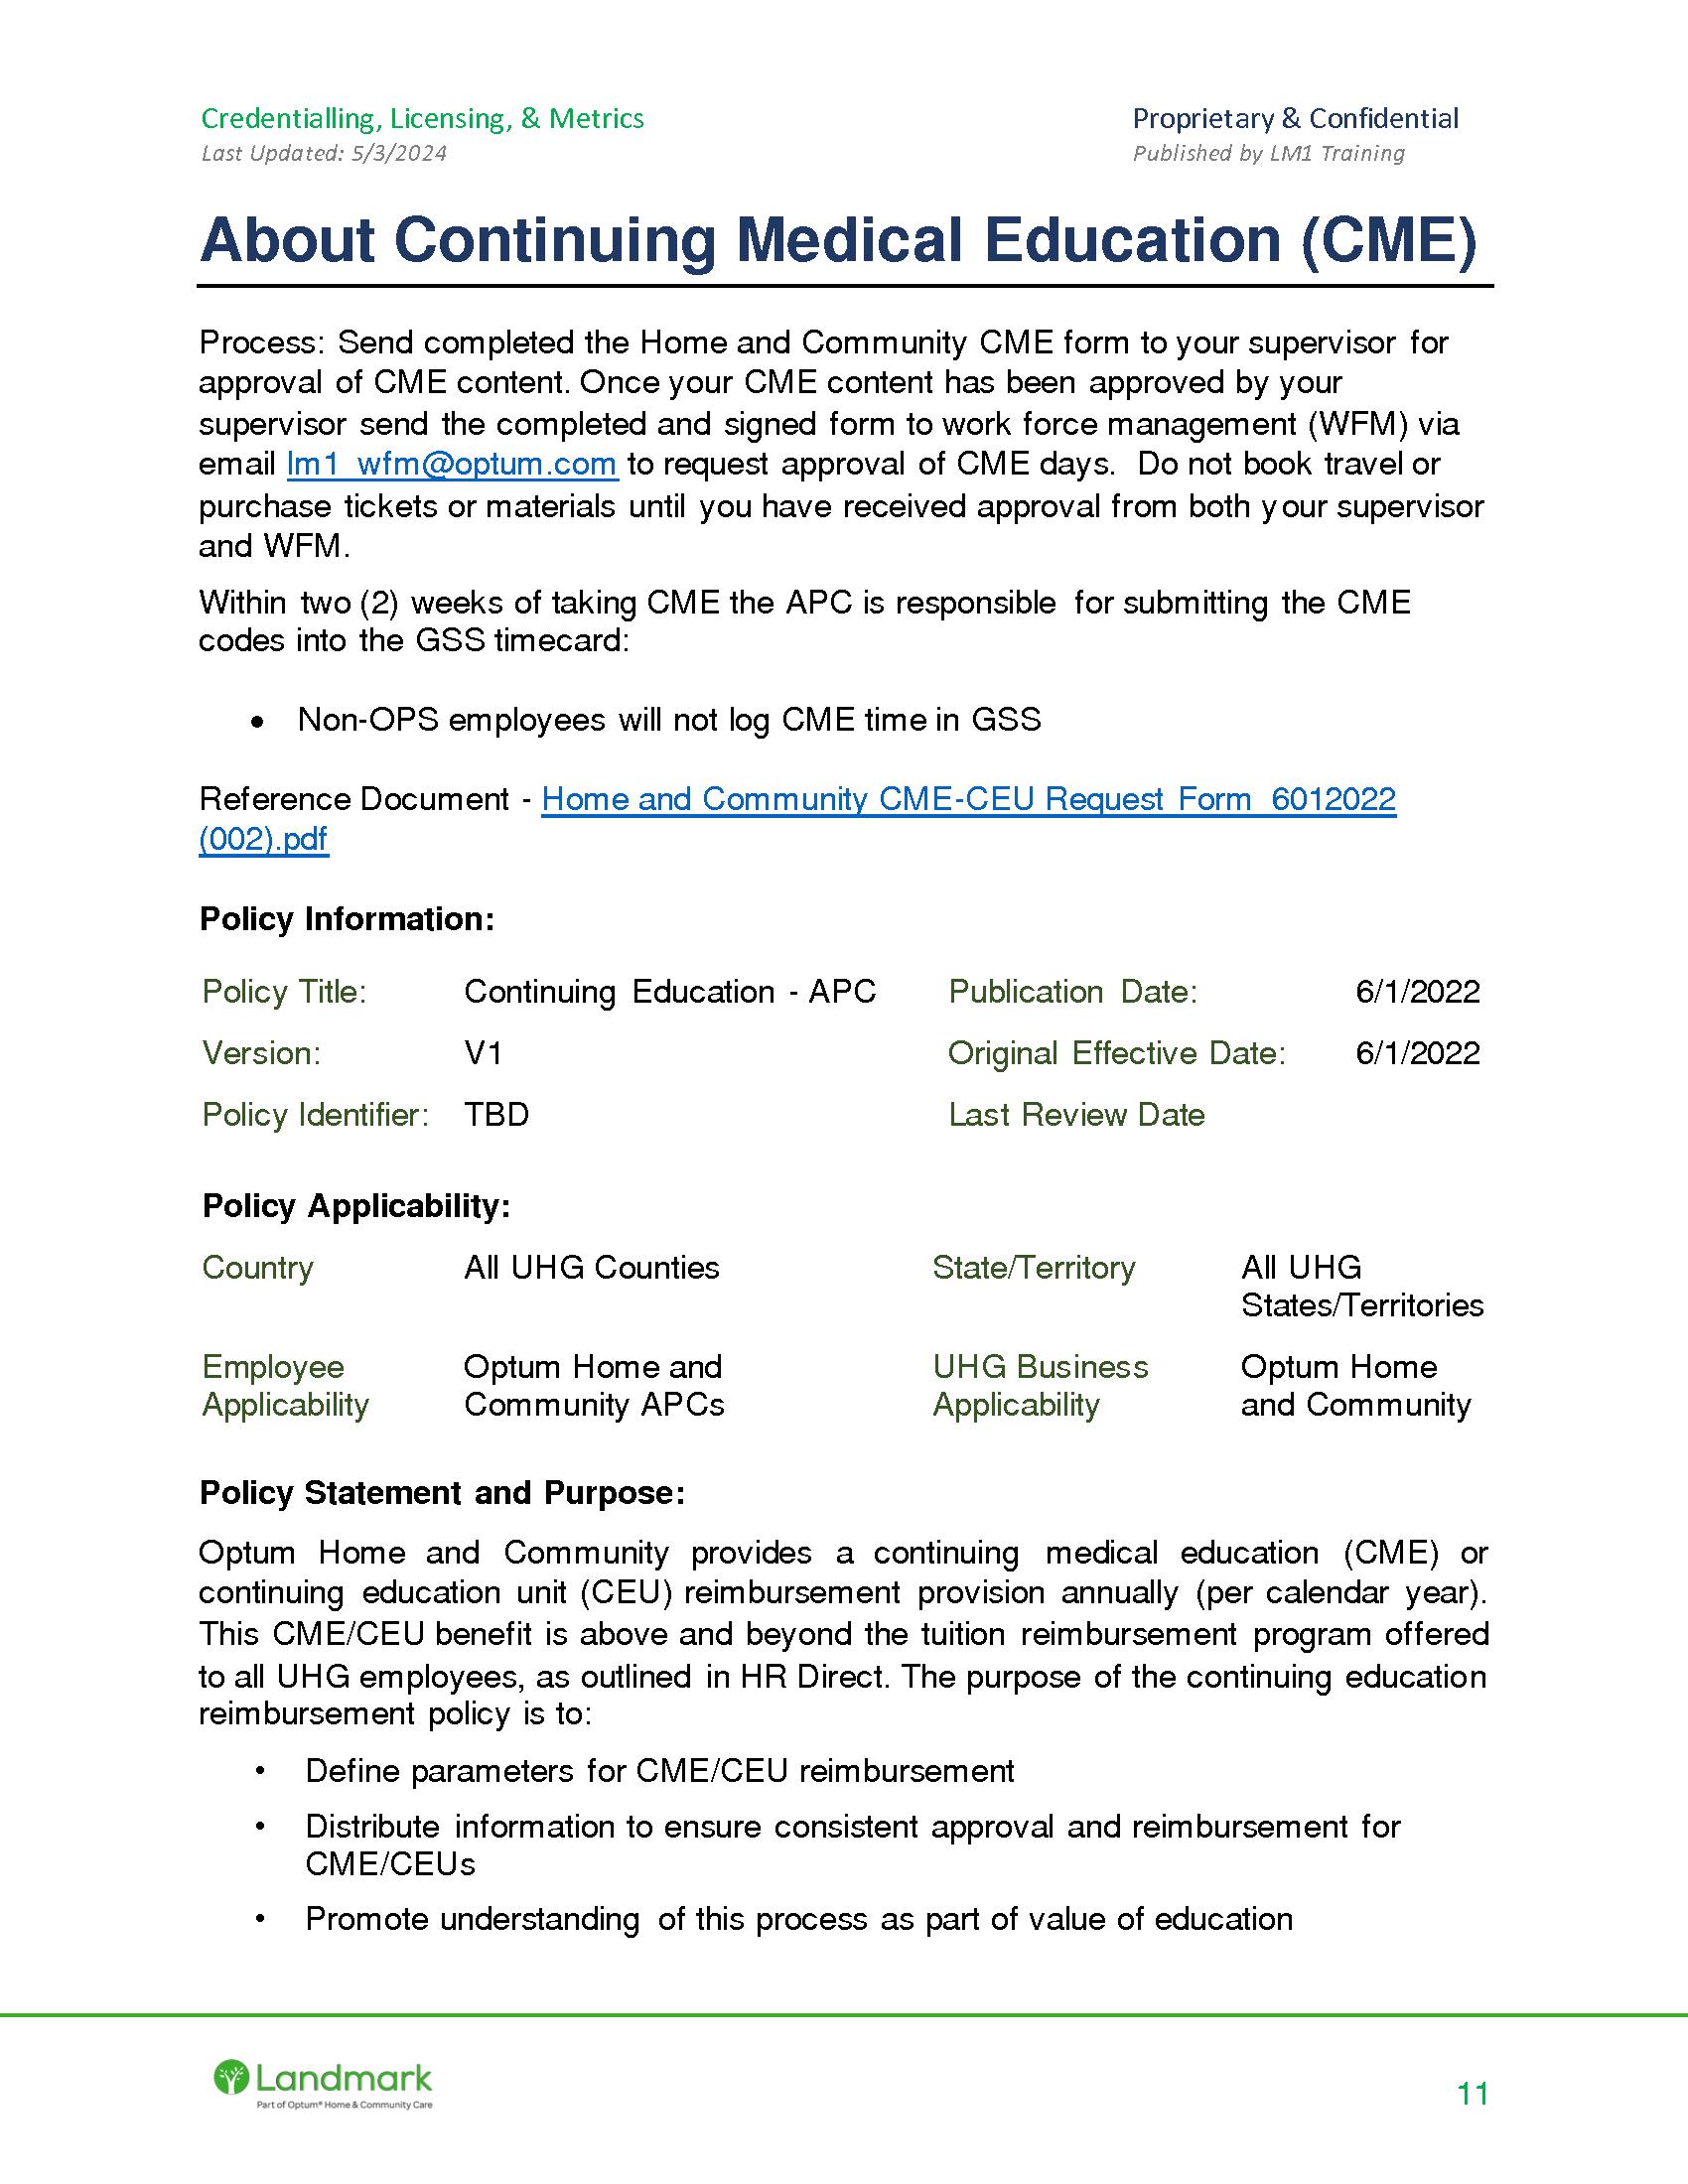 Credentialling, Licensing, & Metrics
Proprietary & Confidential
Last Updated: 5/3/2024
Published by LM1 Training
About Continuing Medical Education (CME)
Process: Send completed the Home and Community CME form to your supervisor for
approval of CME content. Once your CME content has been approved by your
supervisor send the completed and signed form to work force management (WFM) via
email lm1_wfm@optum.com to request approval of CME days. Do not book travel or
purchase tickets or materials until you have received approval from both your supervisor
and WFM.
Within two (2) weeks of taking CME the APC is responsible for submitting the CME
codes into the GSS timecard:
• Non-OPS employees will not log CME time in GSS
Reference Document - Home and Community CME-CEU Request Form_6012022
(002).pdf
Policy Information:
Policy Title: Continuing Education - APC Publication Date: 6/1/2022
Version: V1 Original Effective Date: 6/1/2022
Policy Identifier: TBD Last Review Date
Policy Applicability:
Country All UHG Counties State/Territory All UHG
States/Territories
Employee Optum Home and UHG Business Optum Home
Applicability Community APCs Applicability and Community
Policy Statement and Purpose:
Optum Home and Community provides a continuing medical education (CME) or
continuing education unit (CEU) reimbursement provision annually (per calendar year).
This CME/CEU benefit is above and beyond the tuition reimbursement program offered
to all UHG employees, as outlined in HR Direct. The purpose of the continuing education
reimbursement policy is to:
• Define parameters for CME/CEU reimbursement
• Distribute information to ensure consistent approval and reimbursement for
CME/CEUs
• Promote understanding of this process as part of value of education
Landmark
Part of Optum® Home & Community Care
11